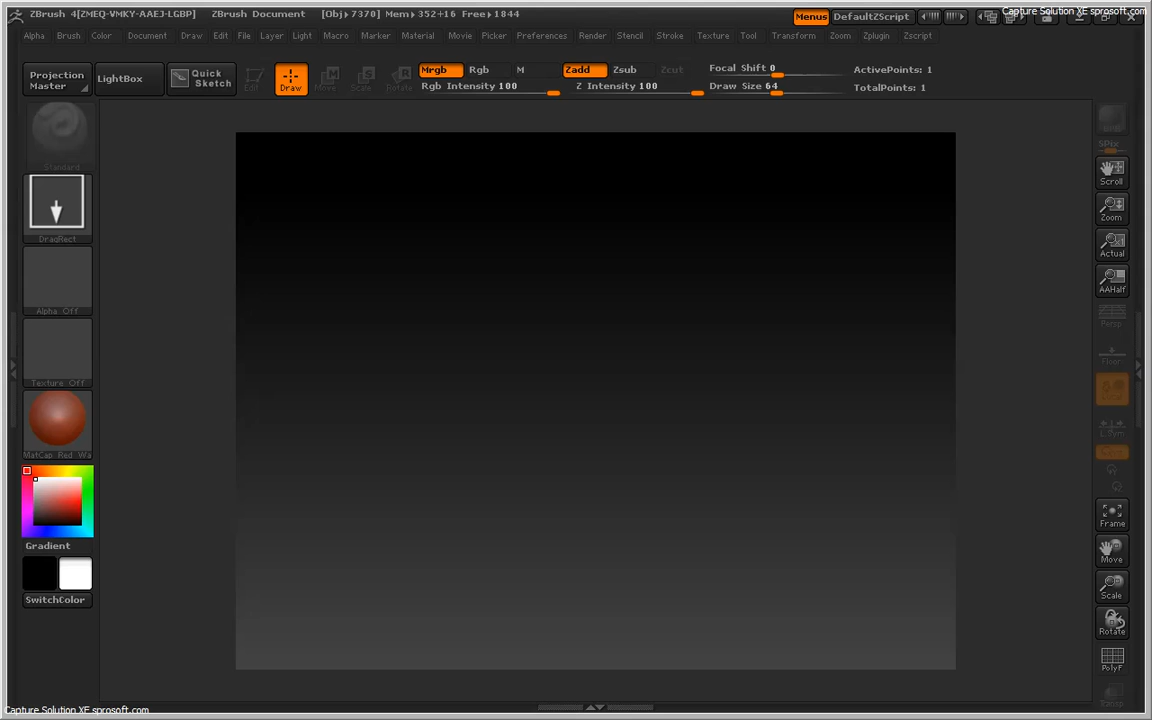 Capture Solution XE sprosoft.com
ZBrush 4[ZMEQ-VMKY-AAEJ-LGBP] ZBrush Document [Obj▸7370] Mem▸352+16 Free▸1844 Menus DefaultZScript
Alpha Brush Color Document Draw Edit File Layer Light Macro Marker Material Movie Picker Preferences Render Stencil Stroke Texture Tool Transform Zoom Zplugin Zscript
Projection Master
LightBox
Quick Sketch
Edit
Draw
Move
Scale
Rotate
Mrgb Rgb M
Rgb Intensity 100
Zadd Zsub Zcut
Z Intensity 100
Focal Shift 0
Draw Size 64
ActivePoints: 1
TotalPoints: 1
Standard
DragRect
Alpha Off
Texture Off
MatCap Red Wa
Gradient
SwitchColor
SPix
Scroll
Zoom
Actual
AAHalf
Persp
Floor
L.Sym
Frame
Move
Scale
Rotate
PolyF
Capture Solution XE sprosoft.com